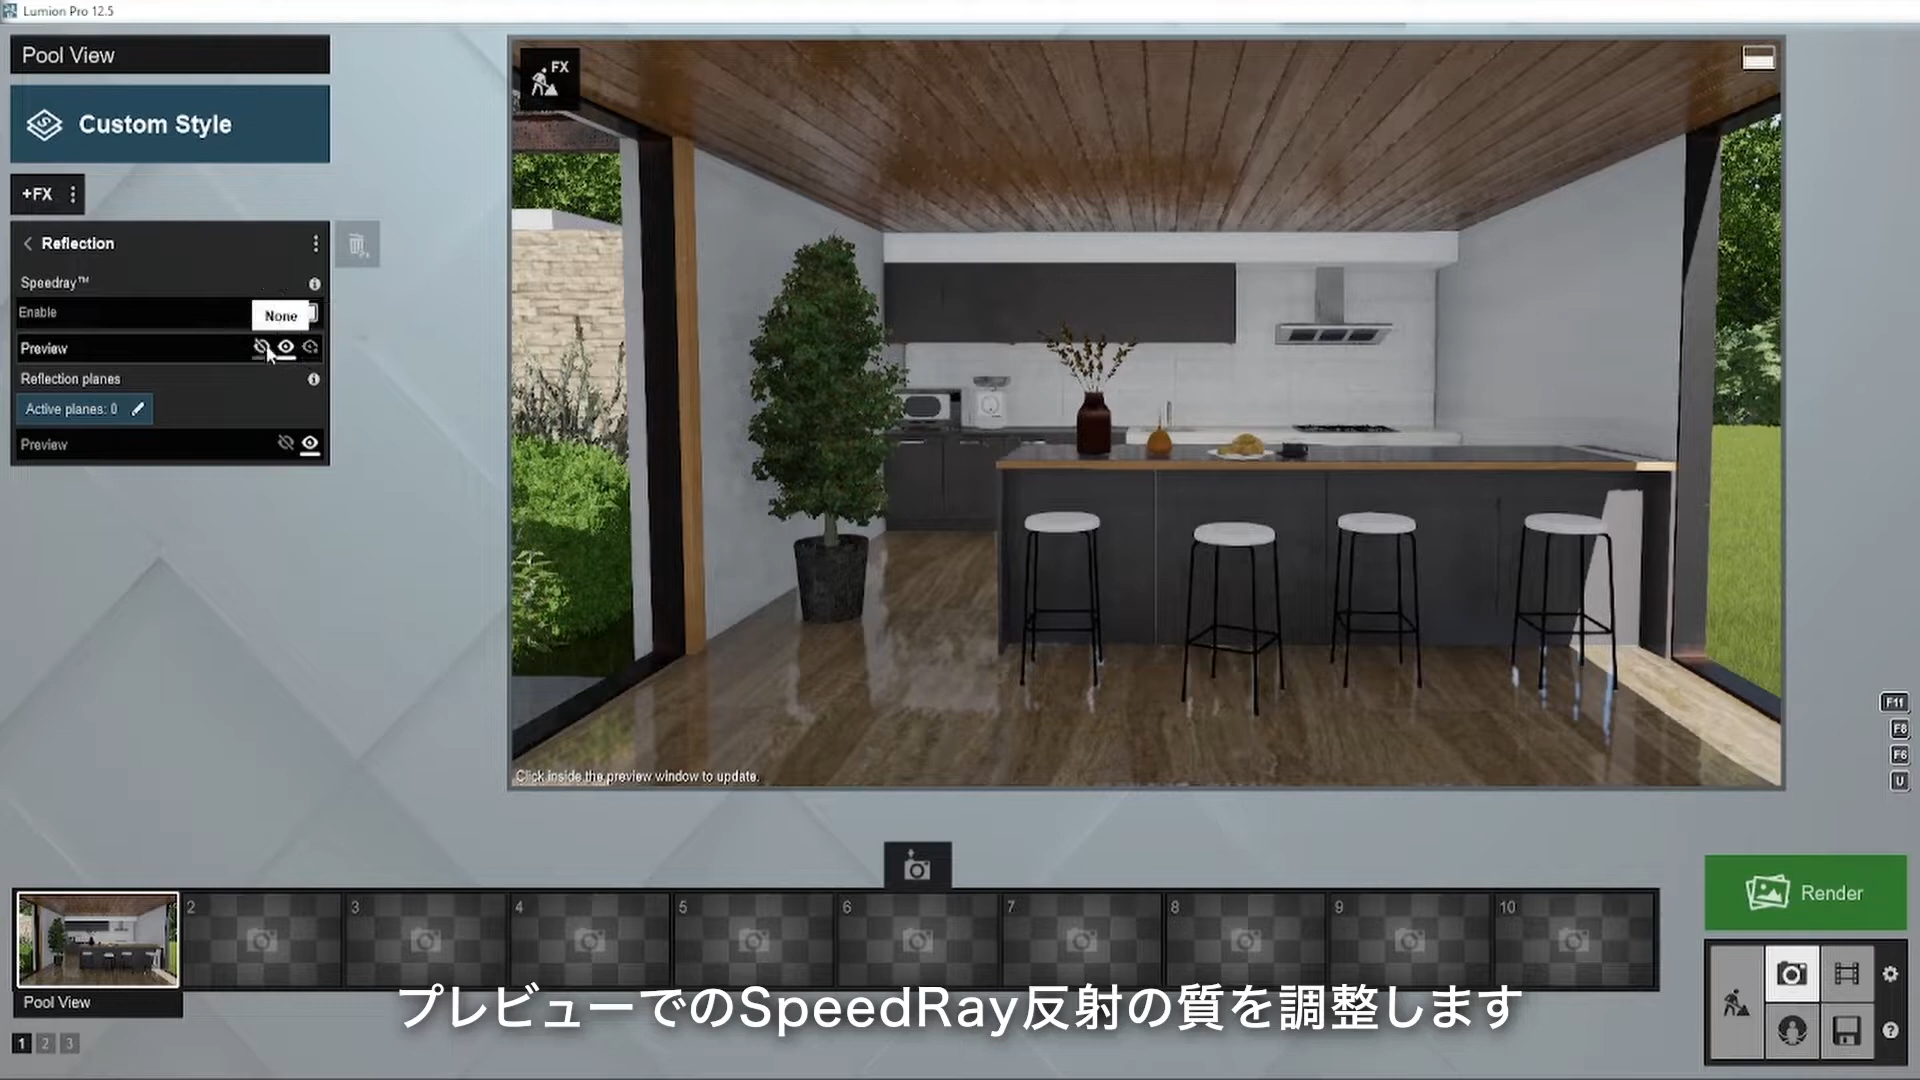 Lumion Pro 12.5
Pool View
Custom Style
+FX
Reflection
Speedray™
Enable
None
Preview
Reflection planes
Active planes: 0
Preview
FX
Click inside the preview window to update.
F11
F8
F6
U
Render
2 3 4 5 6 7 8 9 10
Pool View
1 2 3
プレビューでのSpeedRay反射の質を調整します